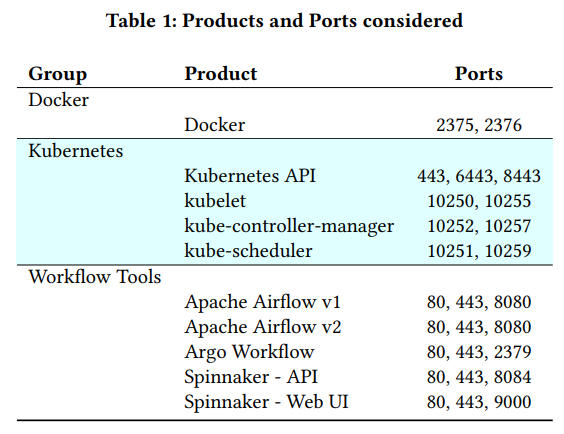 Table 1: Products and Ports considered
Group Product Ports
Docker
Docker 2375, 2376
Kubernetes
Kubernetes API 443, 6443, 8443
kubelet 10250, 10255
kube-controller-manager 10252, 10257
kube-scheduler 10251, 10259
Workflow Tools
Apache Airflow v1 80, 443, 8080
Apache Airflow v2 80, 443, 8080
Argo Workflow 80, 443, 2379
Spinnaker - API 80, 443, 8084
Spinnaker - Web UI 80, 443, 9000